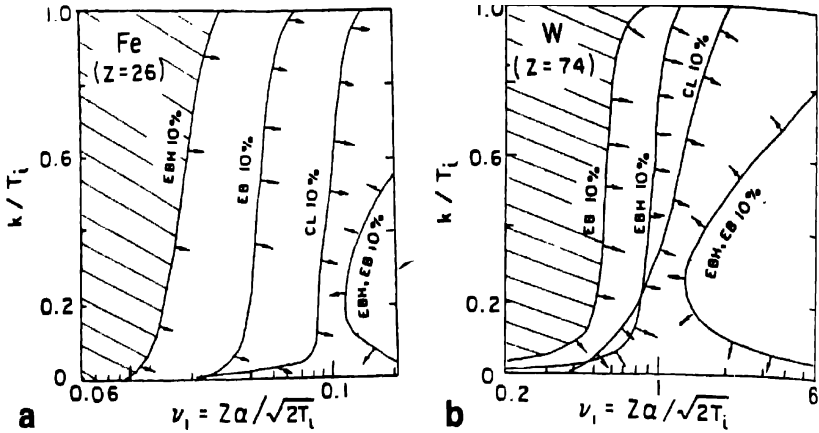 1.0
Fe
(Z=26)
0.6
0.2
0
k/Tᵢ
EBH 10%
EB 10%
CL 10%
EBH, EB 10%
0.06
0.1
a
ν₁ = Zα/√2Tᵢ
1.0
W
(Z=74)
0.6
0.2
0
k/Tᵢ
EB 10%
EBH 10%
CL 10%
EBH, EB 10%
0.2
1
6
b
ν₁ = Zα/√2Tᵢ